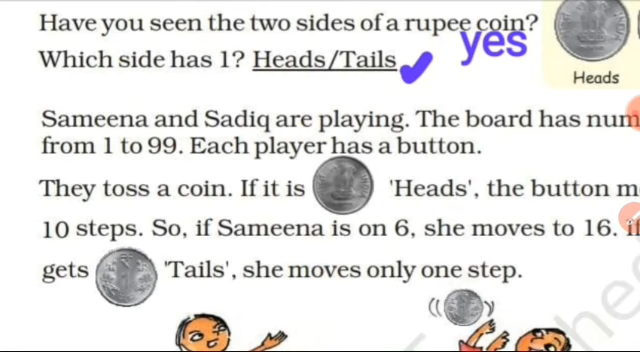 Have you seen the two sides of a rupee coin?
yes
Which side has 1? Heads/Tails
Heads
Sameena and Sadiq are playing. The board has num
from 1 to 99. Each player has a button.
They toss a coin. If it is 'Heads', the button m
10 steps. So, if Sameena is on 6, she moves to 16.
gets 'Tails', she moves only one step.